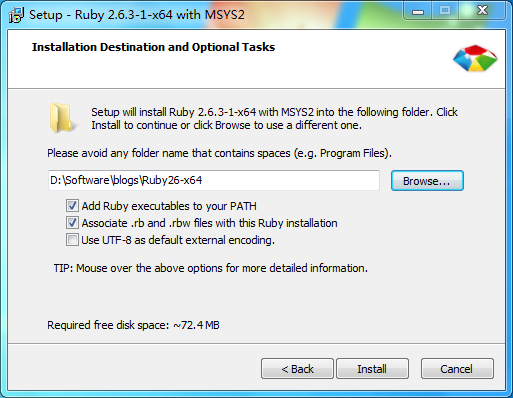 Setup - Ruby 2.6.3-1-x64 with MSYS2
Installation Destination and Optional Tasks
Setup will install Ruby 2.6.3-1-x64 with MSYS2 into the following folder. Click
Install to continue or click Browse to use a different one.
Please avoid any folder name that contains spaces (e.g. Program Files).
D:\Software\blogs\Ruby26-x64
Browse...
Add Ruby executables to your PATH
Associate .rb and .rbw files with this Ruby installation
Use UTF-8 as default external encoding.
TIP: Mouse over the above options for more detailed information.
Required free disk space: ~72.4 MB
< Back
Install
Cancel